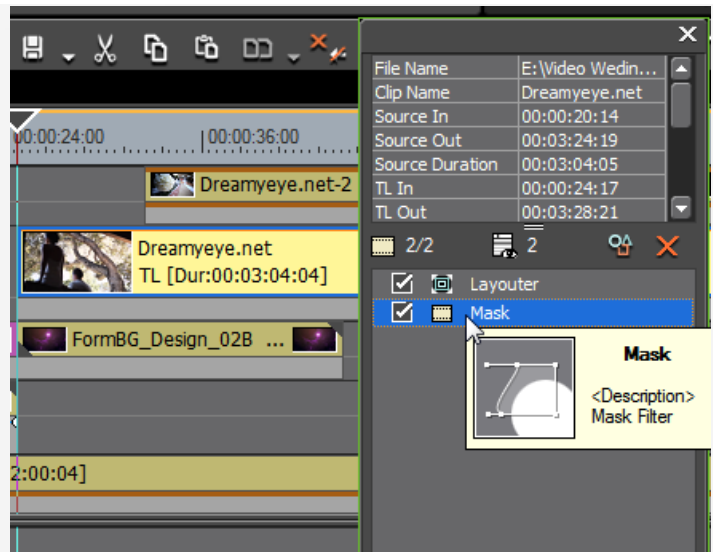 00:00:24:00
00:00:36:00
Dreamyeye.net-2
Dreamyeye.net
TL [Dur:00:03:04:04]
FormBG_Design_02B ...
2:00:04]
File Name E:\Video Wedin...
Clip Name Dreamyeye.net
Source In 00:00:20:14
Source Out 00:03:24:19
Source Duration 00:03:04:05
TL In 00:00:24:17
TL Out 00:03:28:21
2/2 2
Layouter
Mask
Mask
<Description>
Mask Filter